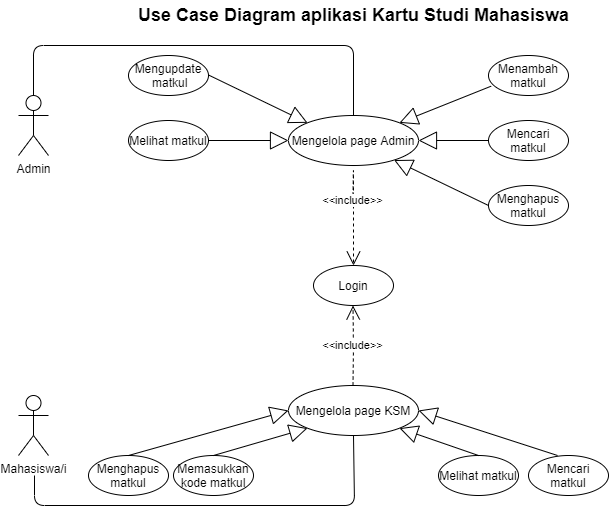 Use Case Diagram aplikasi Kartu Studi Mahasiswa
Mengupdate
matkul
Menambah
matkul
Admin
Melihat matkul
Mengelola page Admin
Mencari
matkul
Menghapus
matkul
<<include>>
Login
<<include>>
Mahasiswa/i
Mengelola page KSM
Menghapus
matkul
Memasukkan
kode matkul
Melihat matkul
Mencari
matkul